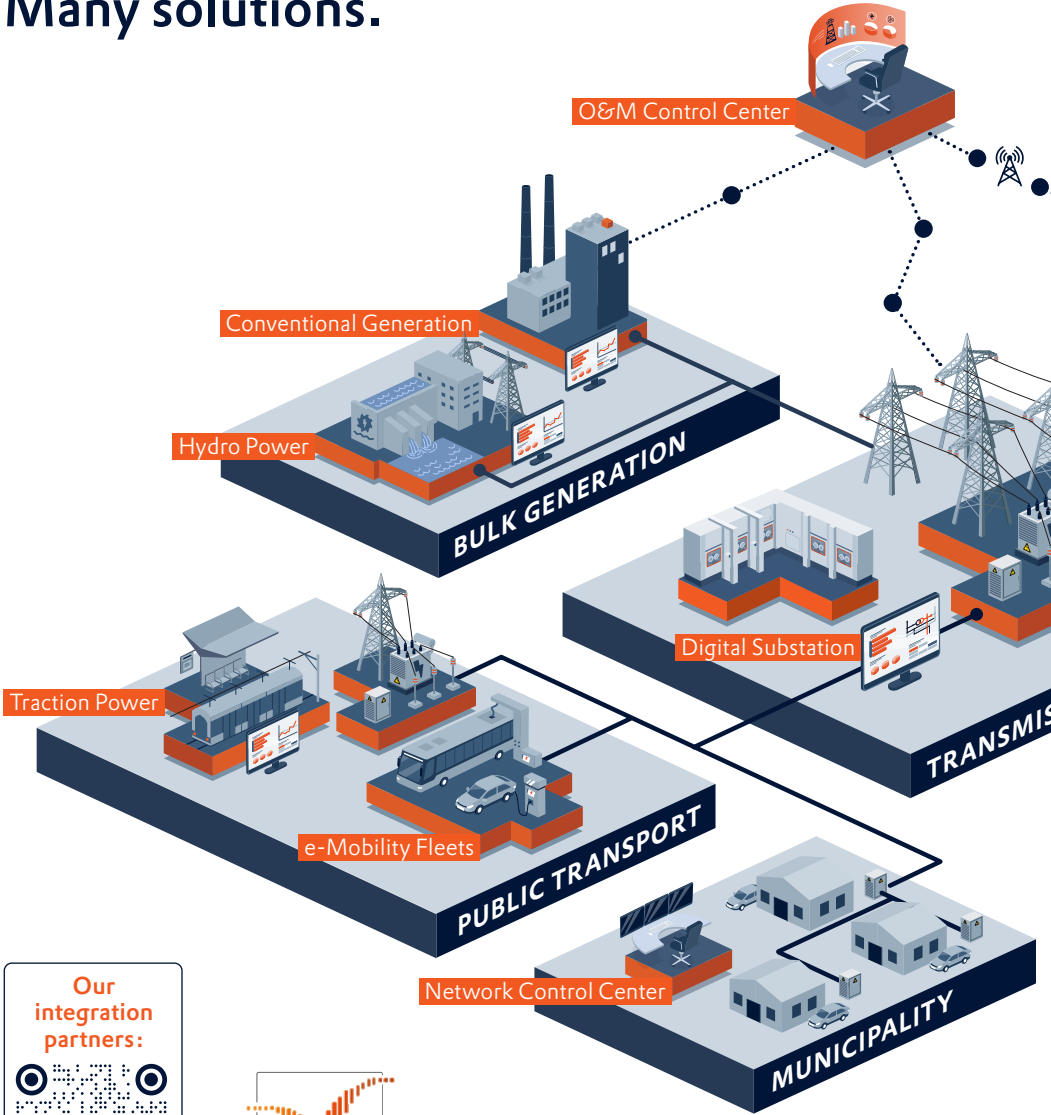 Many solutions.
O&M Control Center
Conventional Generation
Hydro Power
BULK GENERATION
Digital Substation
Traction Power
e-Mobility Fleets
PUBLIC TRANSPORT
Network Control Center
MUNICIPALITY
Our
integration
partners: